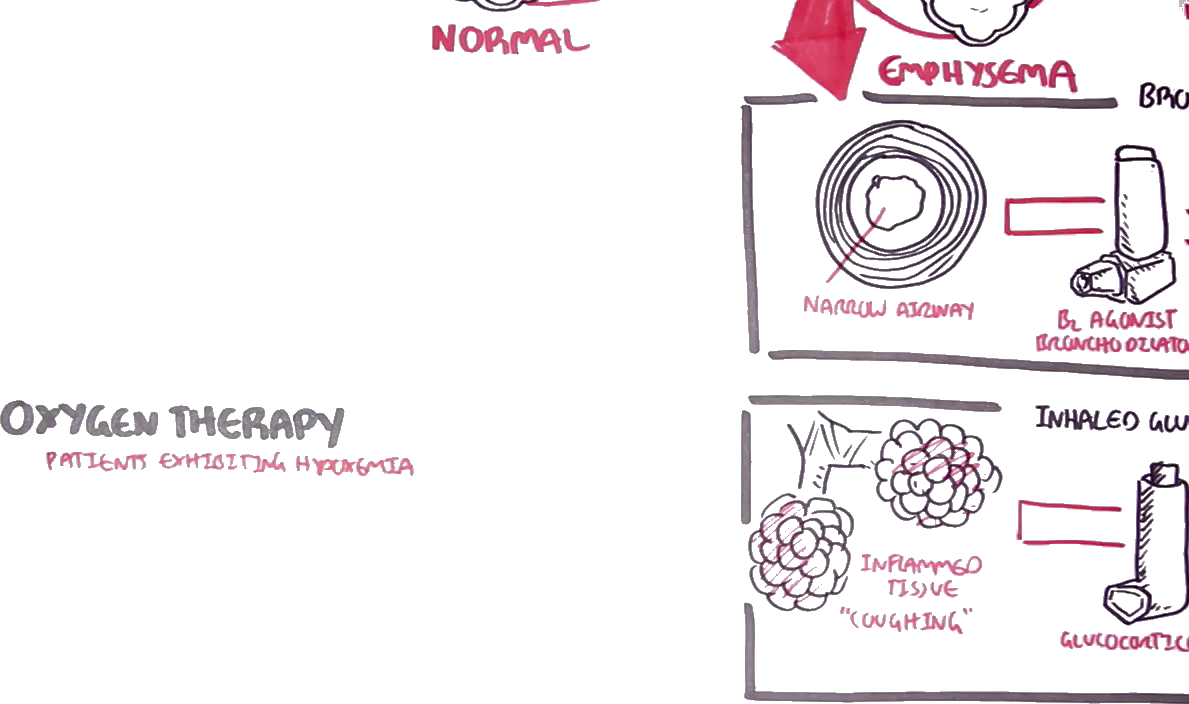 NORMAL
EMPHYSEMA
BRO
NARROW AIRWAY
B2 AGONIST
BRONCHODILATO
OXYGEN THERAPY
PATIENTS EXHIBITING HYPOXEMIA
INHALED GLU
INFLAMMED
TISSUE
"COUGHING"
GLUCOCORTIC